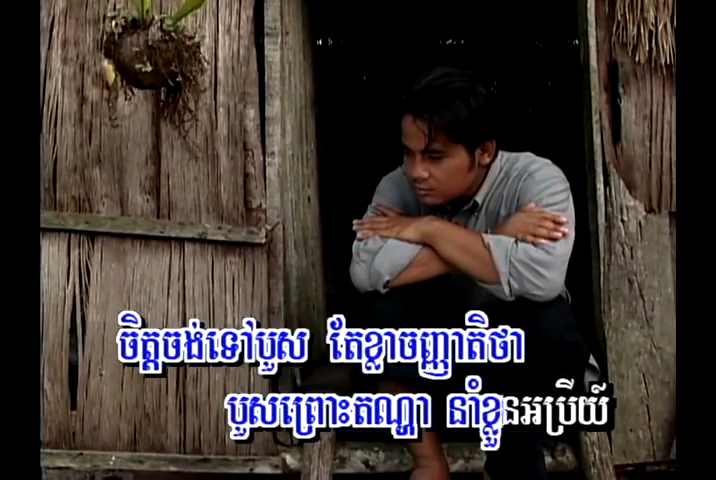 ចិត្តចង់ទៅបួស តែខ្លាចញ្ញាតិថា
បួសព្រោះតណ្ហា នាំខ្លួនអប្រីយ៍